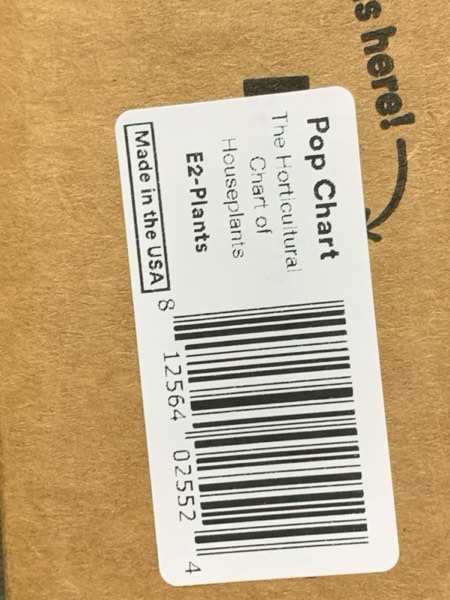 s here!
Pop Chart
The Horticultural
Chart of
Houseplants
E2-Plants
Made in the USA
8 12564 02552 4